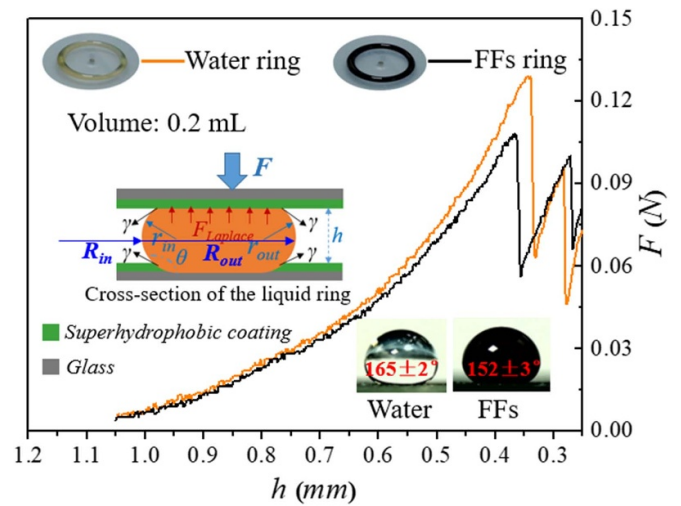 Water ring
FFs ring
Volume: 0.2 mL
F
γ
γ
F_Laplace
r_in
r_out
h
R_in
R_out
θ
γ
γ
Cross-section of the liquid ring
Superhydrophobic coating
Glass
165±2°
152±3°
Water
FFs
0.15
0.12
0.09
0.06
0.03
0.00
F (N)
1.2 1.1 1.0 0.9 0.8 0.7 0.6 0.5 0.4 0.3
h (mm)